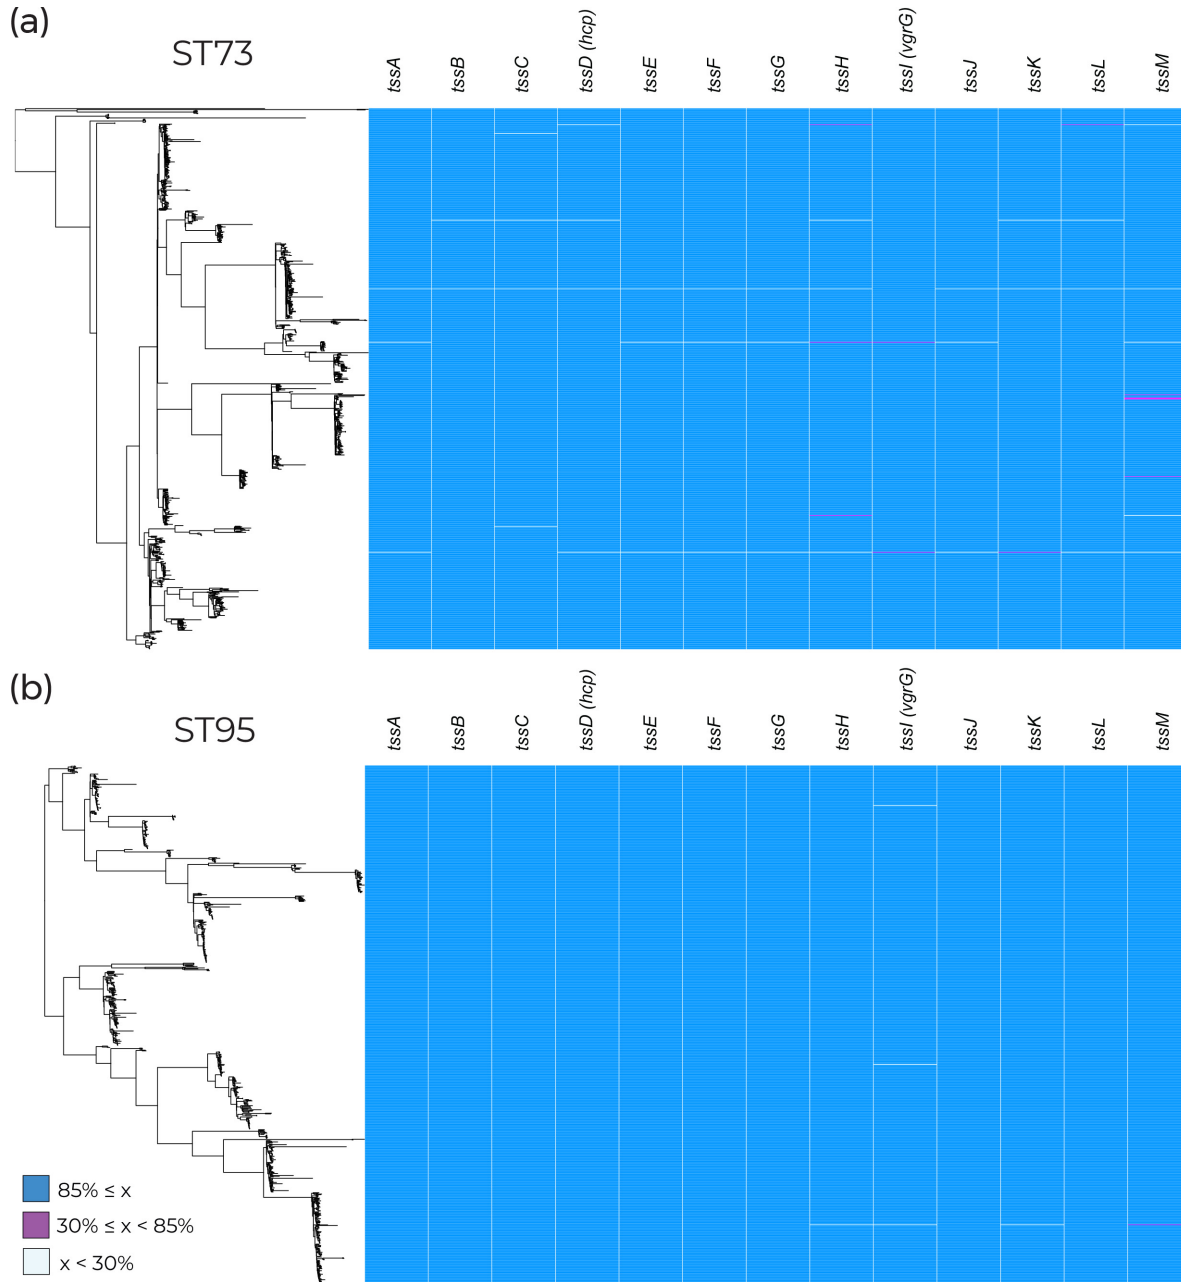 (a)
ST73
tssA tssB tssC tssD (hcp) tssE tssF tssG tssH tssI (vgrG) tssJ tssK tssL tssM
(b)
ST95
tssA tssB tssC tssD (hcp) tssE tssF tssG tssH tssI (vgrG) tssJ tssK tssL tssM
85% ≤ x
30% ≤ x < 85%
x < 30%